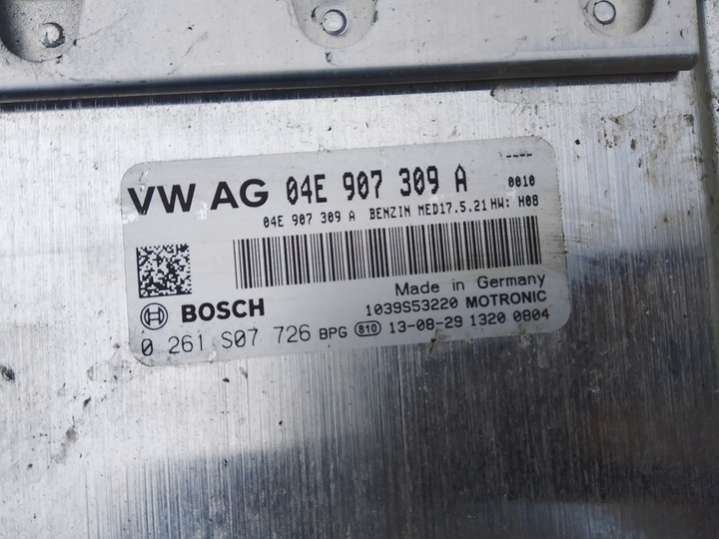 VW AG 04E 907 309 A 0010
04E 907 309 A BENZIN MED17.5.21 HW: H08
Made in Germany
BOSCH 1039S53220 MOTRONIC
0 261 S07 726 BPG 810 13-08-29 1320 0804